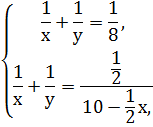 1/x + 1/y = 1/8,
1/x + 1/y = (1/2)/(10 − 1/2 x),